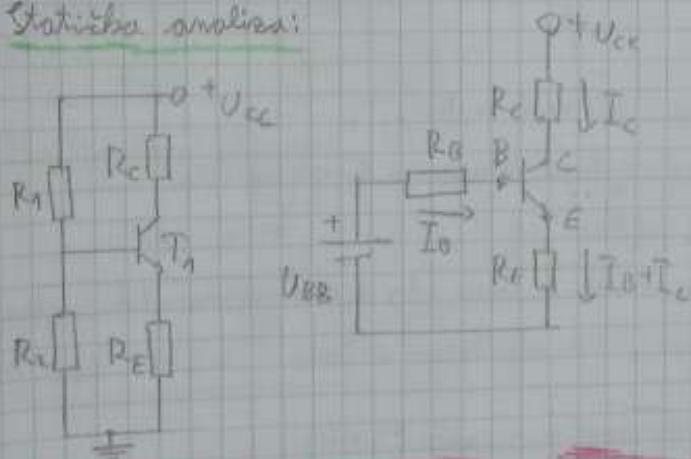 Statička analiza:
+UCC
RC
R1
T1
R2
RE
+UCC
RC
IC
RB
B
C
+
IB
E
UBB
RE
IB+IC